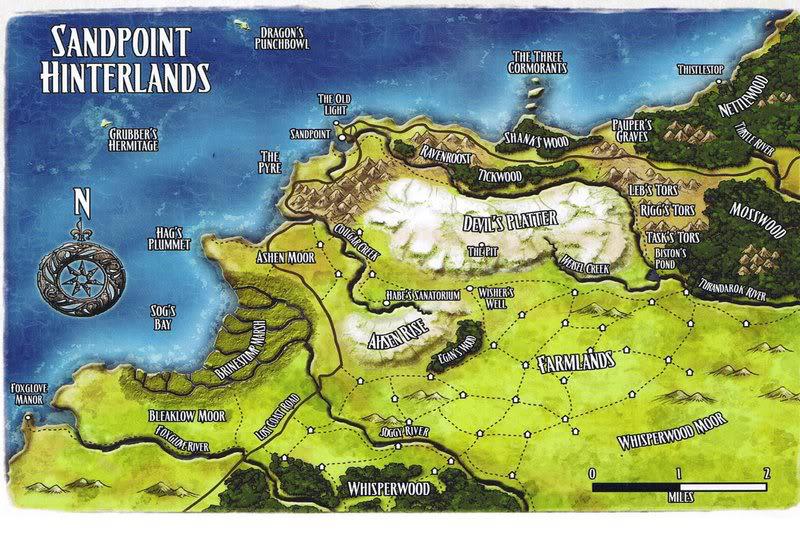 SANDPOINT
HINTERLANDS
DRAGON'S
PUNCHBOWL
THE THREE
CORMORANTS
THISTLESTOP
NETTLEWOOD
THE OLD
LIGHT
SANDPOINT
GRUBBER'S
HERMITAGE
PAUPER'S
GRAVES
SHANK'S WOOD
TURTLE RIVER
RAVENROOST
TICKWOOD
THE
PYRE
LEB'S TORS
RIGG'S TORS
TASK'S TORS
MOSSWOOD
N
DEVIL'S PLATTER
HAG'S
PLUMMET
COUGAR CREEK
ASHEN MOOR
THE PIT
WEASEL CREEK
BISTON'S
POND
TURANDAROK RIVER
HABE'S SANATORIUM
WISHER'S
WELL
SOG'S
BAY
BRINESTUMP MARSH
ASHEN RISE
EGAN'S WOOD
FARMLANDS
FOXGLOVE
MANOR
BLEAKLOW MOOR
LOST COAST ROAD
FOXGLOVE RIVER
SOGGY RIVER
WHISPERWOOD MOOR
WHISPERWOOD
0 1 2
MILES